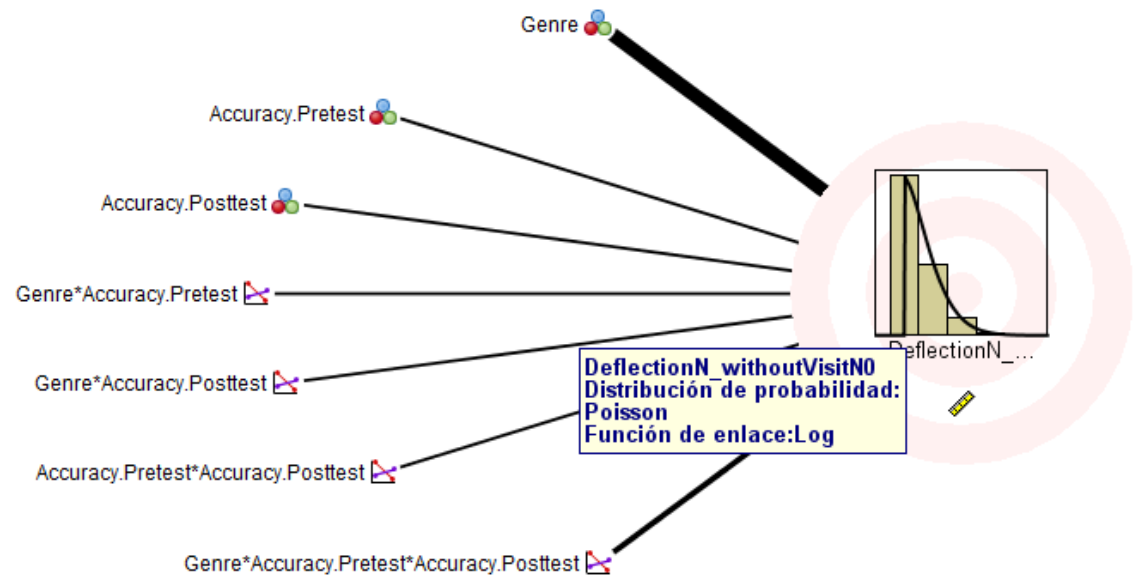 Genre
Accuracy.Pretest
Accuracy.Posttest
Genre*Accuracy.Pretest
Genre*Accuracy.Posttest
Accuracy.Pretest*Accuracy.Posttest
Genre*Accuracy.Pretest*Accuracy.Posttest
DeflectionN_...
DeflectionN_withoutVisitN0
Distribución de probabilidad:
Poisson
Función de enlace:Log